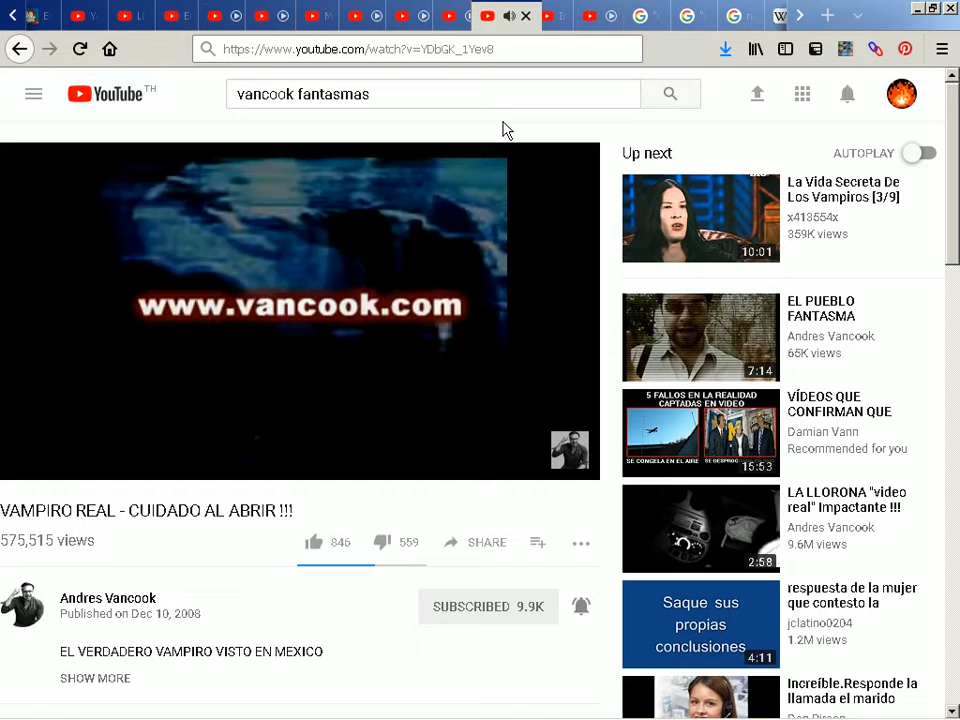 https://www.youtube.com/watch?v=YDbGK_1Yev8
YouTube TH
vancook fantasmas
www.vancook.com
VAMPIRO REAL - CUIDADO AL ABRIR !!!
575,515 views
846
559
SHARE
Andres Vancook
Published on Dec 10, 2008
SUBSCRIBED 9.9K
EL VERDADERO VAMPIRO VISTO EN MEXICO
SHOW MORE
Up next
AUTOPLAY
10:01
La Vida Secreta De
Los Vampiros [3/9]
x413554x
359K views
7:14
EL PUEBLO
FANTASMA
Andres Vancook
65K views
5 FALLOS EN LA REALIDAD
CAPTADAS EN VIDEO
SE CONGELA EN EL AIRE
15:53
VÍDEOS QUE
CONFIRMAN QUE
Damian Vann
Recommended for you
2:58
LA LLORONA "video
real" Impactante !!!
Andres Vancook
9.6M views
Saque sus
propias
conclusiones
4:11
respuesta de la mujer
que contesto la
jclatino0204
1.2M views
Increíble.Responde la
llamada el marido